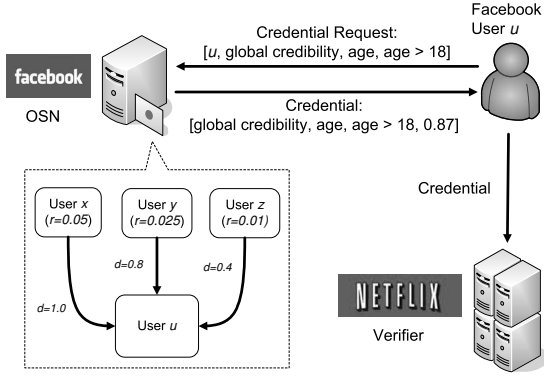 Facebook
User u
Credential Request:
[u, global credibility, age, age > 18]
facebook
OSN
Credential:
[global credibility, age, age > 18, 0.87]
Credential
User x
(r=0.05)
User y
(r=0.025)
User z
(r=0.01)
d=0.8
d=0.4
d=1.0
User u
NETFLIX
Verifier